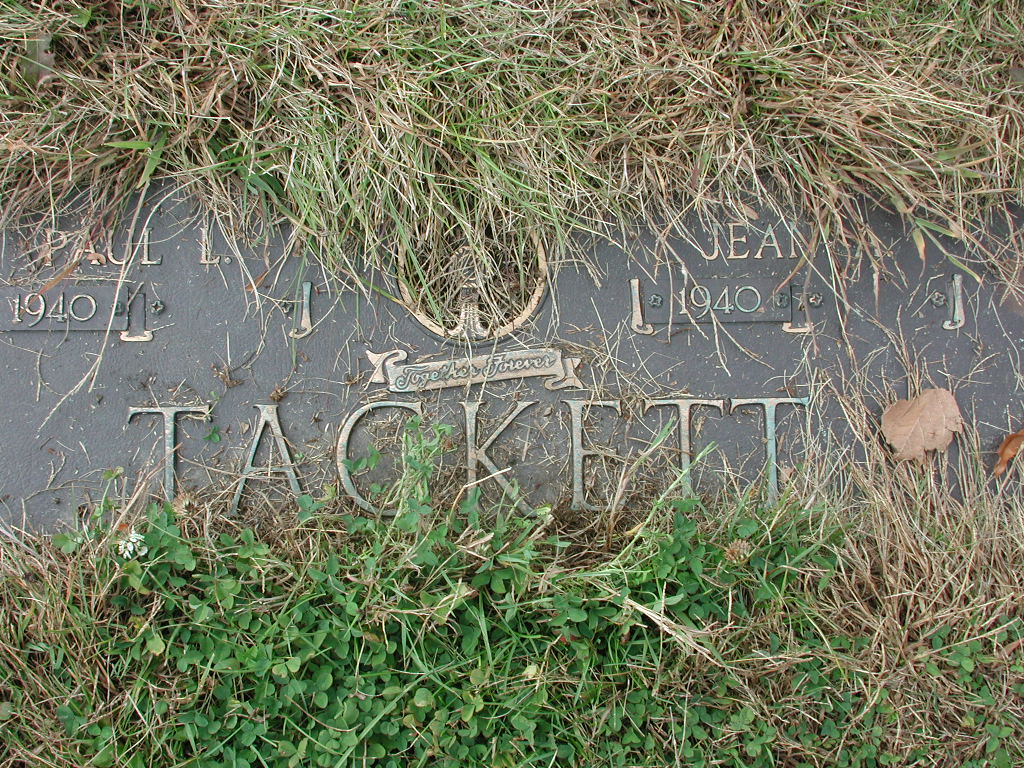 PAUL L.
JEAN
1940
1940
Together Forever
TACKETT